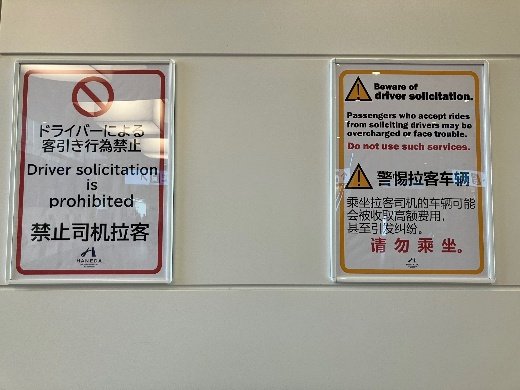 ドライバーによる
客引き行為禁止
Driver solicitation
is
prohibited
禁止司机拉客
HANEDA
Beware of
driver solicitation.
Passengers who accept rides
from soliciting drivers may be
overcharged or face trouble.
Do not use such services.
警惕拉客车辆
乘坐拉客司机的车辆可能
会被收取高额费用，
甚至引发纠纷。
请勿乘坐。